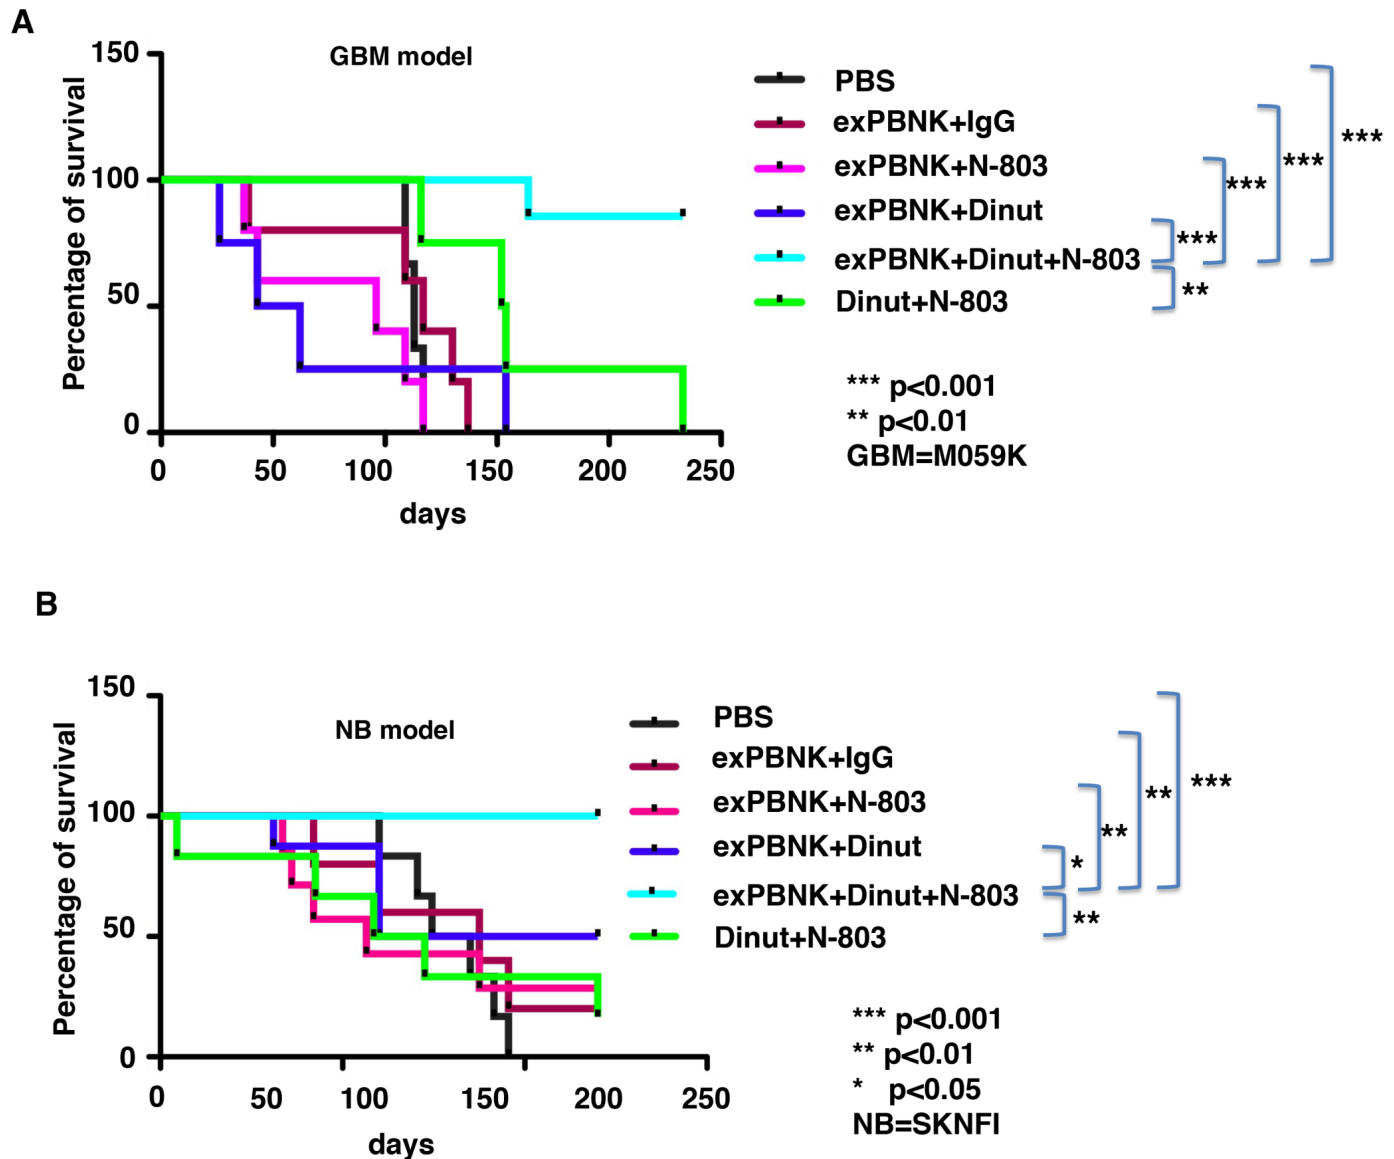 A
GBM model
Percentage of survival
150
100
50
0
0 50 100 150 200 250
days
PBS
exPBNK+IgG
exPBNK+N-803
exPBNK+Dinut
exPBNK+Dinut+N-803
Dinut+N-803
***
***
***
***
**
*** p<0.001
** p<0.01
GBM=M059K
B
NB model
Percentage of survival
150
100
50
0
0 50 100 150 200 250
days
PBS
exPBNK+IgG
exPBNK+N-803
exPBNK+Dinut
exPBNK+Dinut+N-803
Dinut+N-803
***
**
**
*
**
*** p<0.001
** p<0.01
* p<0.05
NB=SKNFI